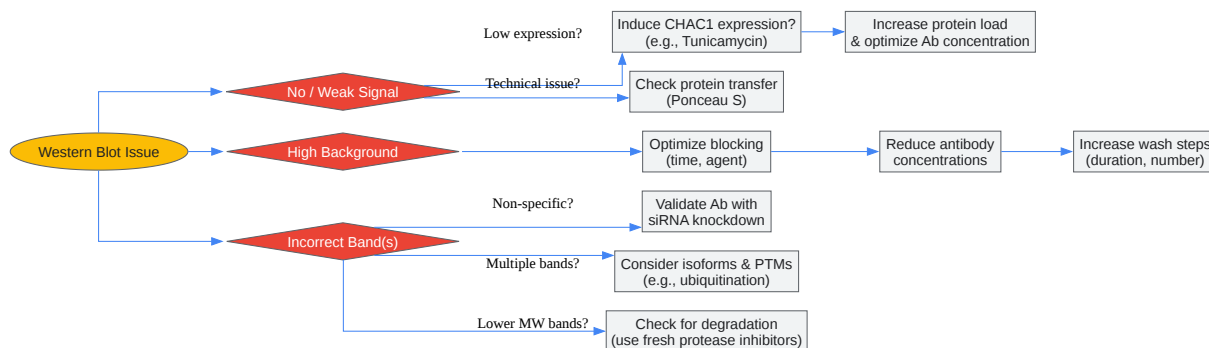 Low expression?
Induce CHAC1 expression?
(e.g., Tunicamycin)
Increase protein load
& optimize Ab concentration
No / Weak Signal
Technical issue?
Check protein transfer
(Ponceau S)
Western Blot Issue
High Background
Optimize blocking
(time, agent)
Reduce antibody
concentrations
Increase wash steps
(duration, number)
Non-specific?
Validate Ab with
siRNA knockdown
Incorrect Band(s)
Multiple bands?
Consider isoforms & PTMs
(e.g., ubiquitination)
Lower MW bands?
Check for degradation
(use fresh protease inhibitors)